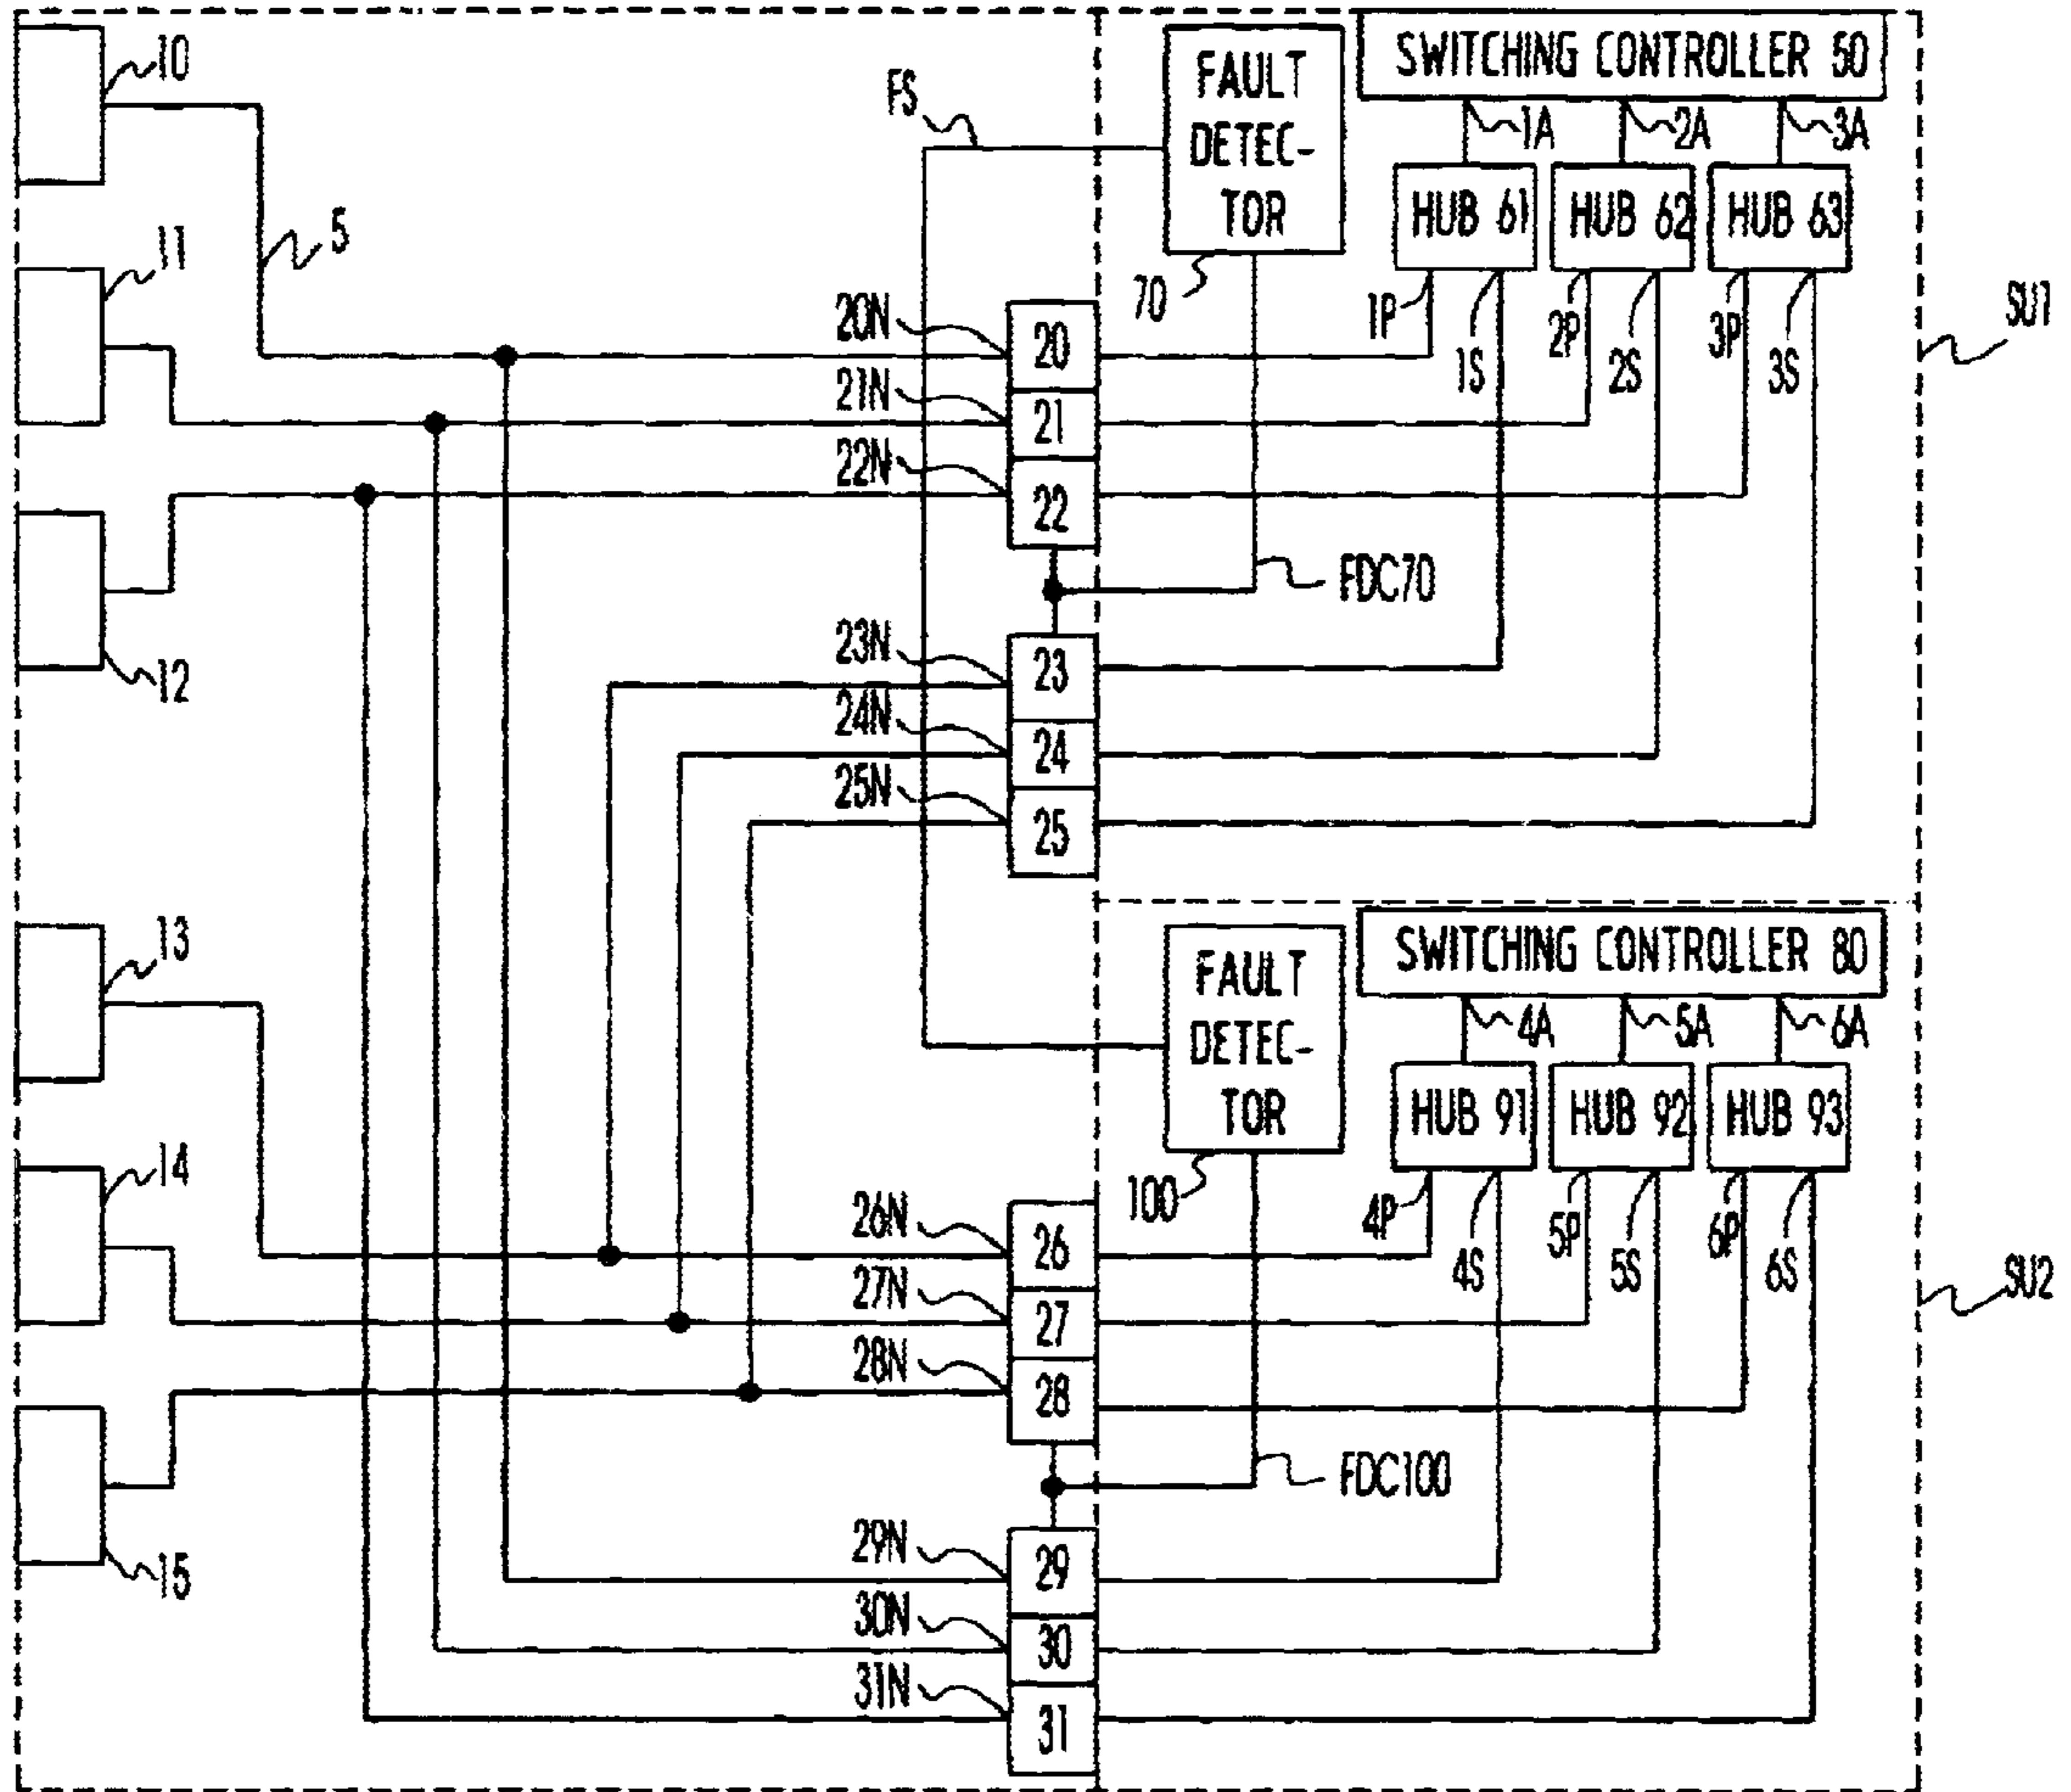 10
FS
FAULT
DETEC-
TOR
SWITCHING CONTROLLER 50
1A
2A
3A
HUB 61
HUB 62
HUB 63
11
5
70
1P
1S
2P
2S
3P
3S
SU1
20N
20
21N
21
22N
22
FDC70
12
23N
23
24N
24
25N
25
13
FAULT
DETEC-
TOR
SWITCHING CONTROLLER 80
4A
5A
6A
HUB 91
HUB 92
HUB 93
14
100
4P
4S
5P
5S
6P
6S
SU2
26N
26
27N
27
28N
28
FDC100
15
29N
29
30N
30
31N
31